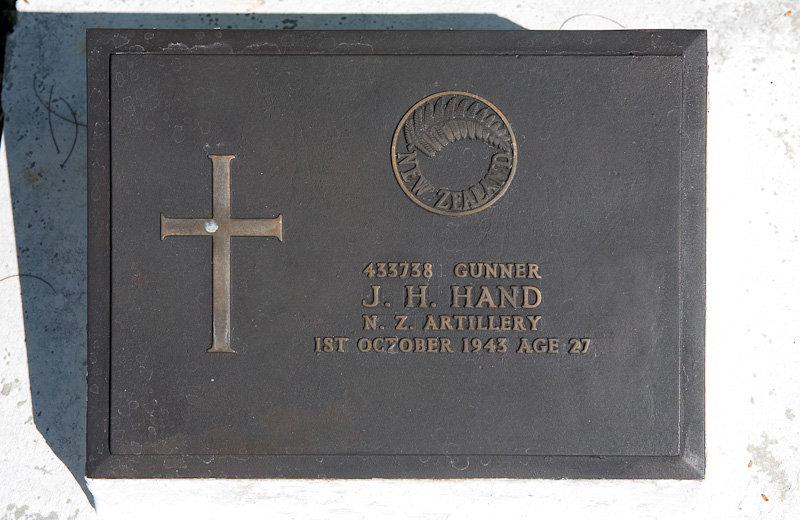 NEW ZEALAND
433738 GUNNER
J. H. HAND
N. Z. ARTILLERY
1ST OCTOBER 1943 AGE 27